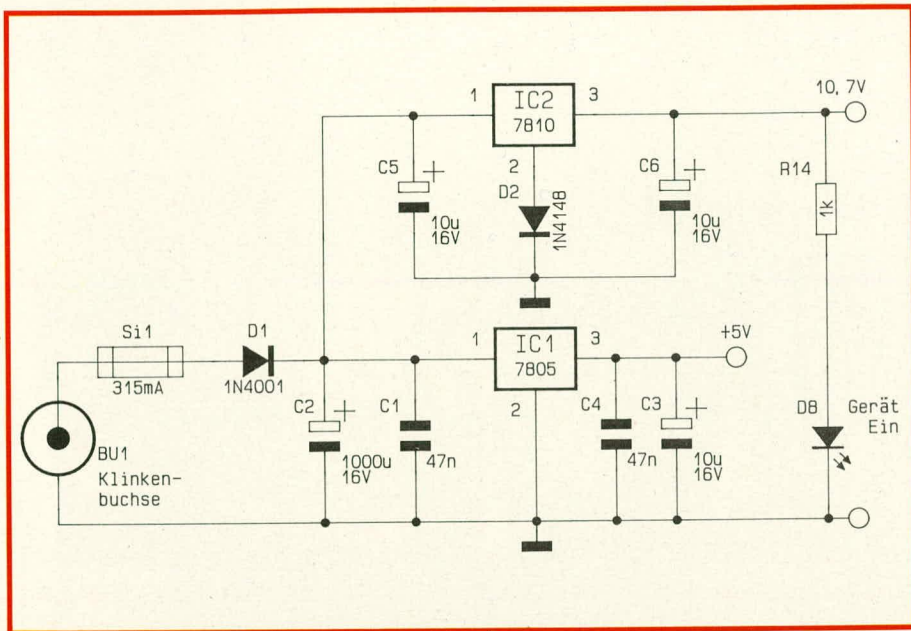 10,7V
1
IC2
7810
3
C5
+
10u
16V
2
D2
1N4148
C6
+
10u
16V
R14
1k
Si1
315mA
D1
1N4001
1
IC1
7805
3
+5V
2
BU1
Klinken-
buchse
C2
+
1000u
16V
C1
47n
C4
47n
C3
+
10u
16V
D8
Gerät
Ein